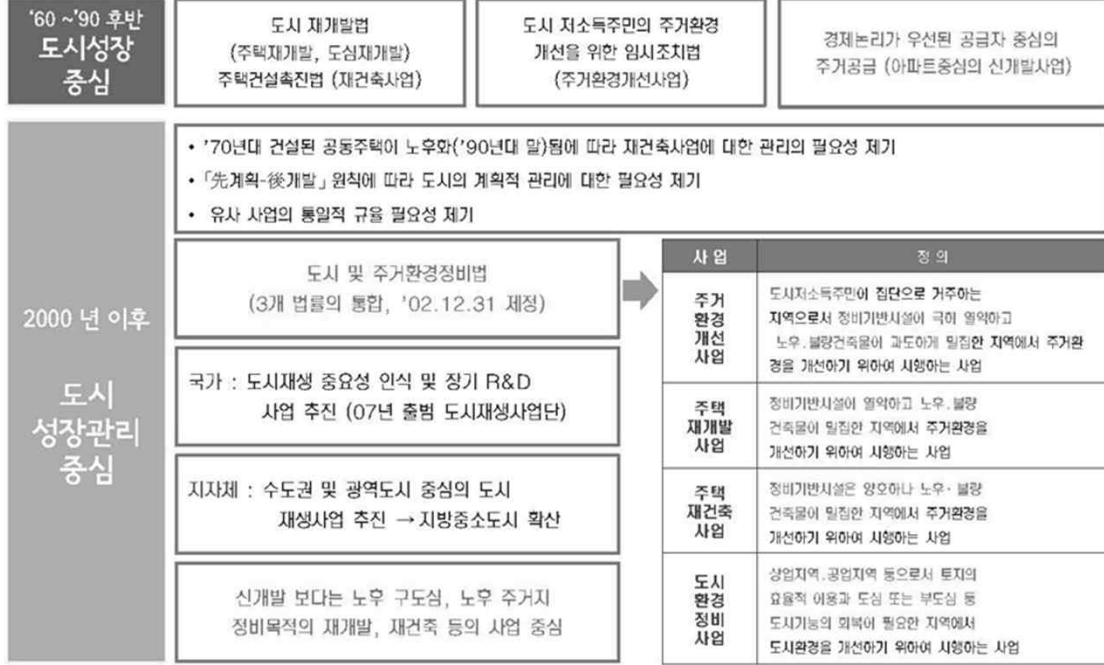 '60 ~'90 후반
도시성장
중심
도시 재개발법
(주택재개발, 도심재개발)
주택건설촉진법 (재건축사업)
도시 저소득주민의 주거환경
개선을 위한 임시조치법
(주거환경개선사업)
경제논리가 우선된 공급자 중심의
주거공급 (아파트중심의 신개발사업)
2000 년 이후
도시
성장관리
중심
• '70년대 건설된 공동주택이 노후화('90년대 말)됨에 따라 재건축사업에 대한 관리의 필요성 제기
• 「先계획-後개발」 원칙에 따라 도시의 계획적 관리에 대한 필요성 제기
• 유사 사업의 통일적 규율 필요성 제기
도시 및 주거환경정비법
(3개 법률의 통합, '02.12.31 제정)
국가 : 도시재생 중요성 인식 및 장기 R&D
사업 추진 (07년 출범 도시재생사업단)
지자체 : 수도권 및 광역도시 중심의 도시
재생사업 추진 → 지방중소도시 확산
신개발 보다는 노후 구도심, 노후 주거지
정비목적의 재개발, 재건축 등의 사업 중심
사업 정의
주거
환경
개선
사업
도시저소득주민이 집단으로 거주하는
지역으로서 정비기반시설이 극히 열악하고
노후.불량건축물이 과도하게 밀집한 지역에서 주거환
경을 개선하기 위하여 시행하는 사업
주택
재개발
사업
정비기반시설이 열악하고 노후.불량
건축물이 밀집한 지역에서 주거환경을
개선하기 위하여 시행하는 사업
주택
재건축
사업
정비기반시설은 양호하나 노후·불량
건축물이 밀집한 지역에서 주거환경을
개선하기 위하여 시행하는 사업
도시
환경
정비
사업
상업지역.공업지역 등으로서 토지의
효율적 이용과 도심 또는 부도심 등
도시기능의 회복이 필요한 지역에서
도시환경을 개선하기 위하여 시행하는 사업